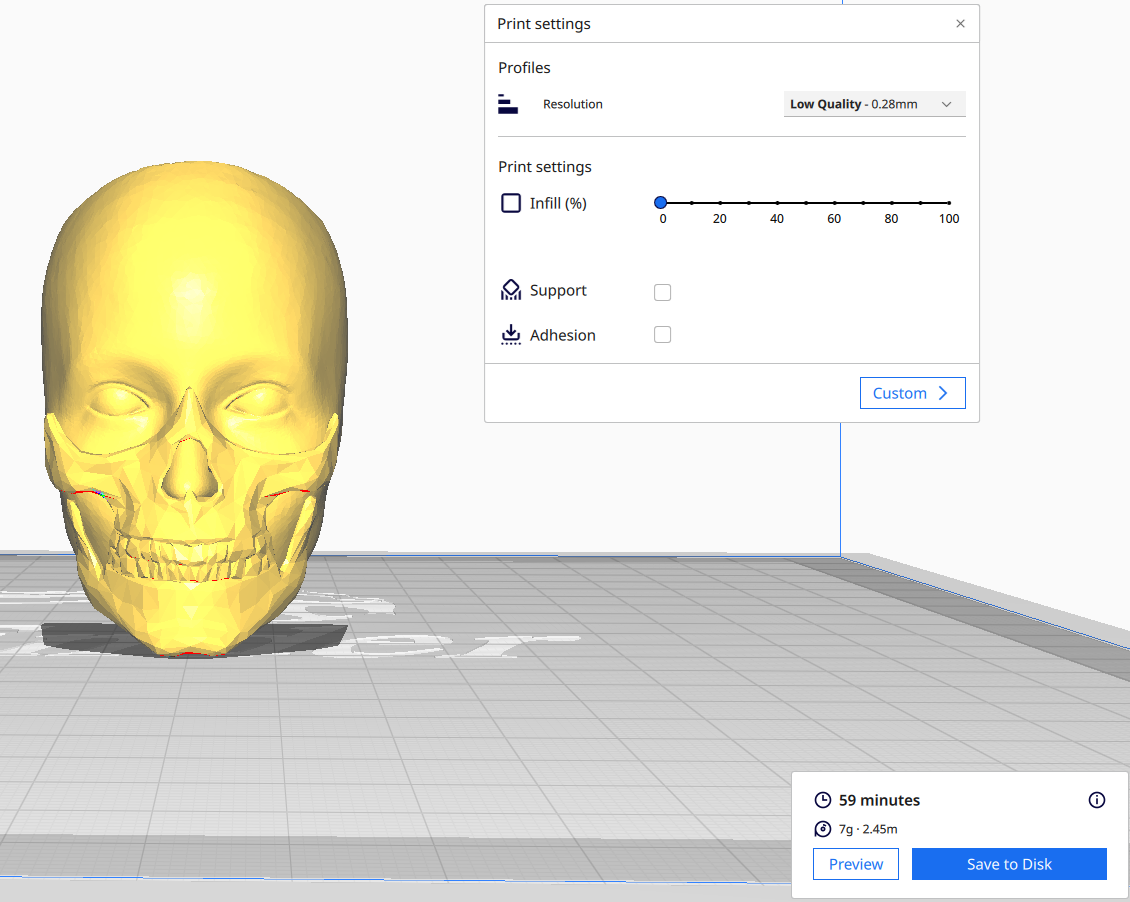 Print settings
Profiles
Resolution
Low Quality - 0.28mm
Print settings
Infill (%)
0 20 40 60 80 100
Support
Adhesion
Custom
59 minutes
7g · 2.45m
Preview
Save to Disk